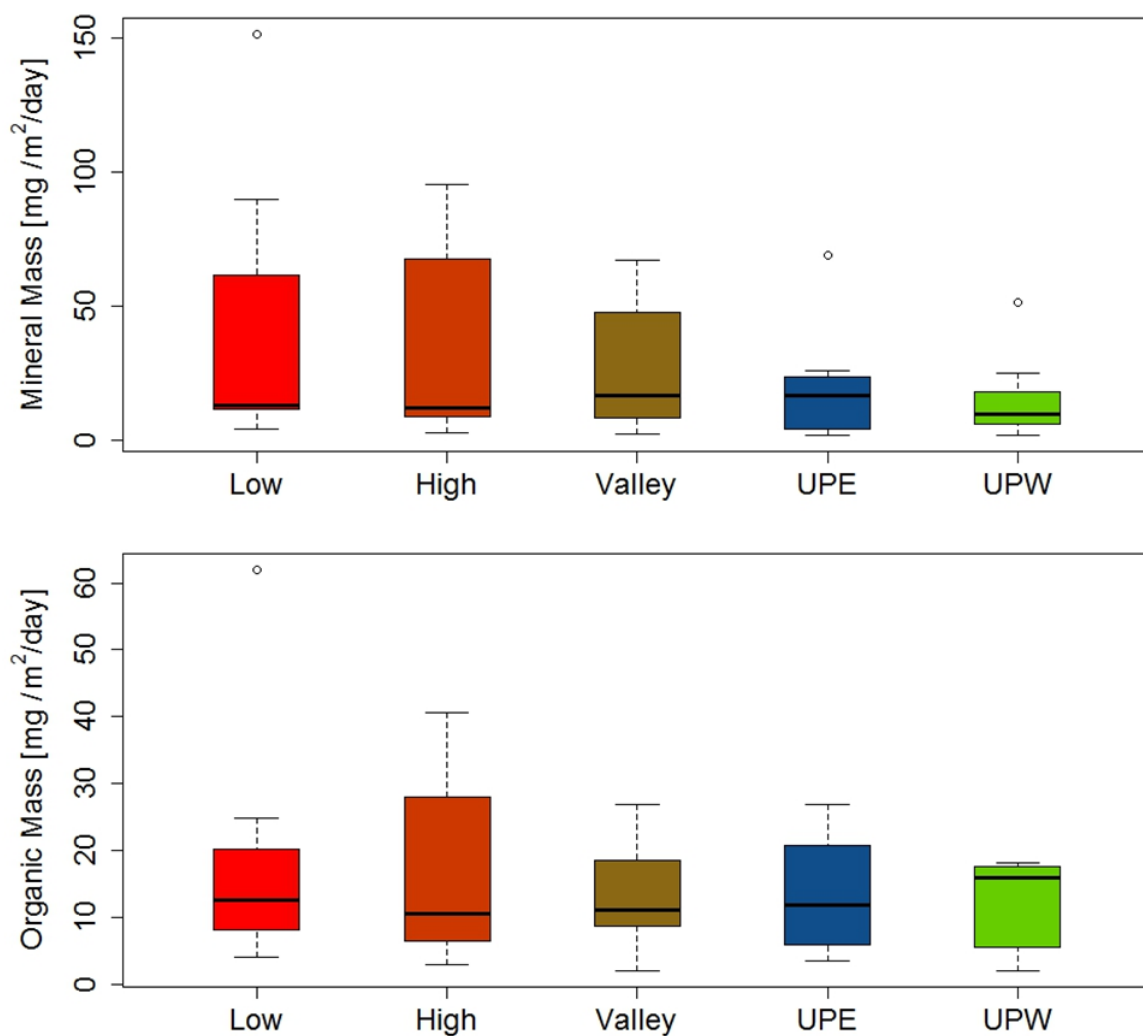 Mineral Mass [mg /m²/day]
150
100
50
0
Low High Valley UPE UPW
Organic Mass [mg /m²/day]
60
50
40
30
20
10
0
Low High Valley UPE UPW